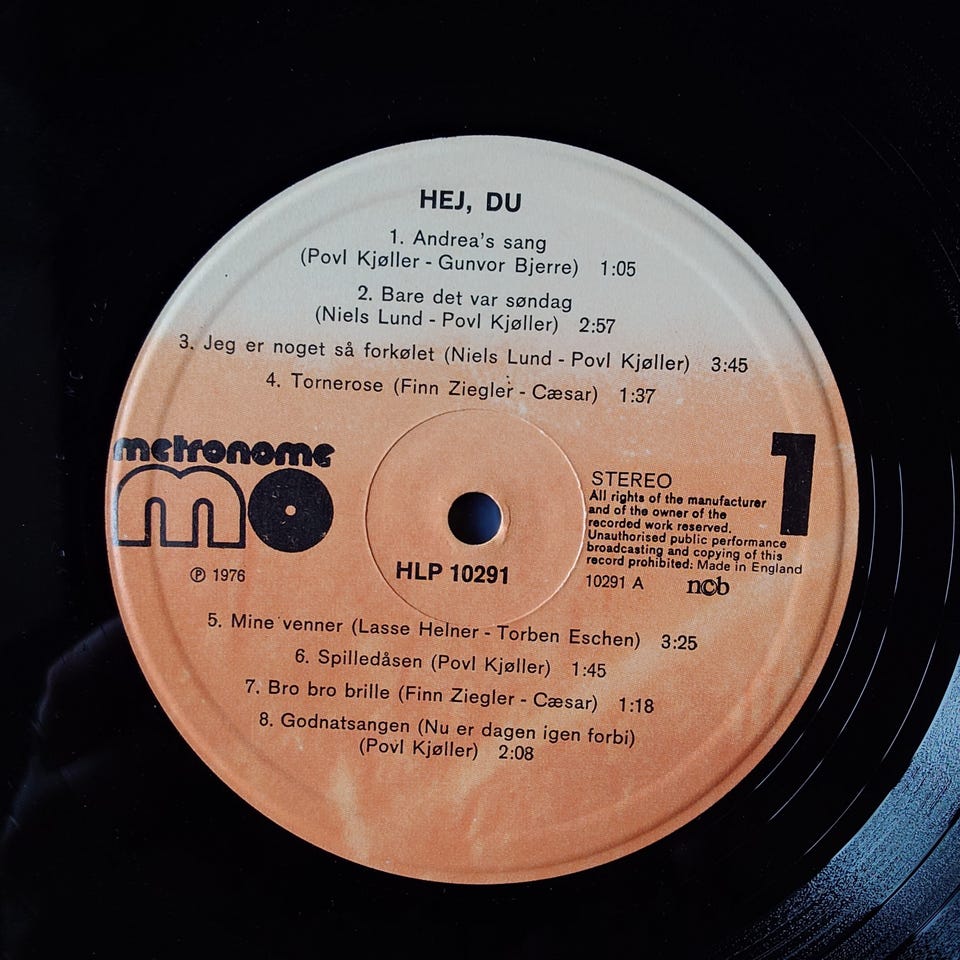 HEJ, DU
1. Andrea's sang
(Povl Kjøller - Gunvor Bjerre) 1:05
2. Bare det var søndag
(Niels Lund - Povl Kjøller) 2:57
3. Jeg er noget så forkølet (Niels Lund - Povl Kjøller) 3:45
4. Tornerose (Finn Ziegler - Cæsar) 1:37
metronome
mo
℗ 1976
HLP 10291
STEREO
1
All rights of the manufacturer
and of the owner of the
recorded work reserved.
Unauthorised public performance
broadcasting and copying of this
record prohibited: Made in England
10291 A ncb
5. Mine venner (Lasse Helner - Torben Eschen) 3:25
6. Spilledåsen (Povl Kjøller) 1:45
7. Bro bro brille (Finn Ziegler - Cæsar) 1:18
8. Godnatsangen (Nu er dagen igen forbi)
(Povl Kjøller) 2:08